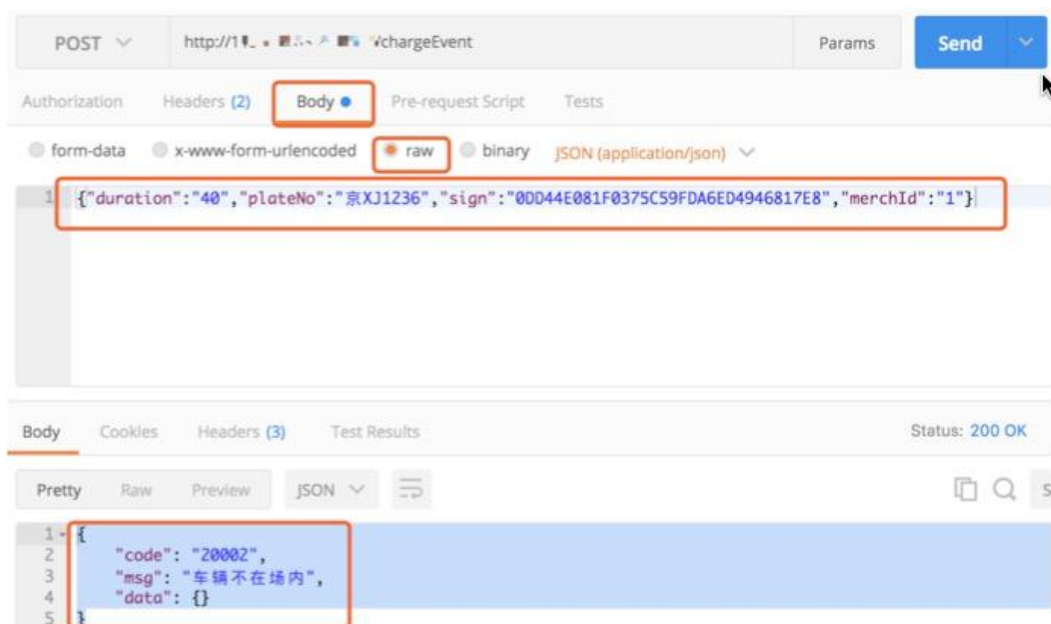 POST
http://1
/chargeEvent
Params
Send
Authorization Headers (2) Body Pre-request Script Tests
form-data x-www-form-urlencoded raw binary JSON (application/json)
1 {"duration":"40","plateNo":"京XJ1236","sign":"0DD44E081F0375C59FDA6ED4946817E8","merchId":"1"}
Body Cookies Headers (3) Test Results Status: 200 OK
Pretty Raw Preview JSON S
1 {
2 "code": "20002",
3 "msg": "车辆不在场内",
4 "data": {}
5 }